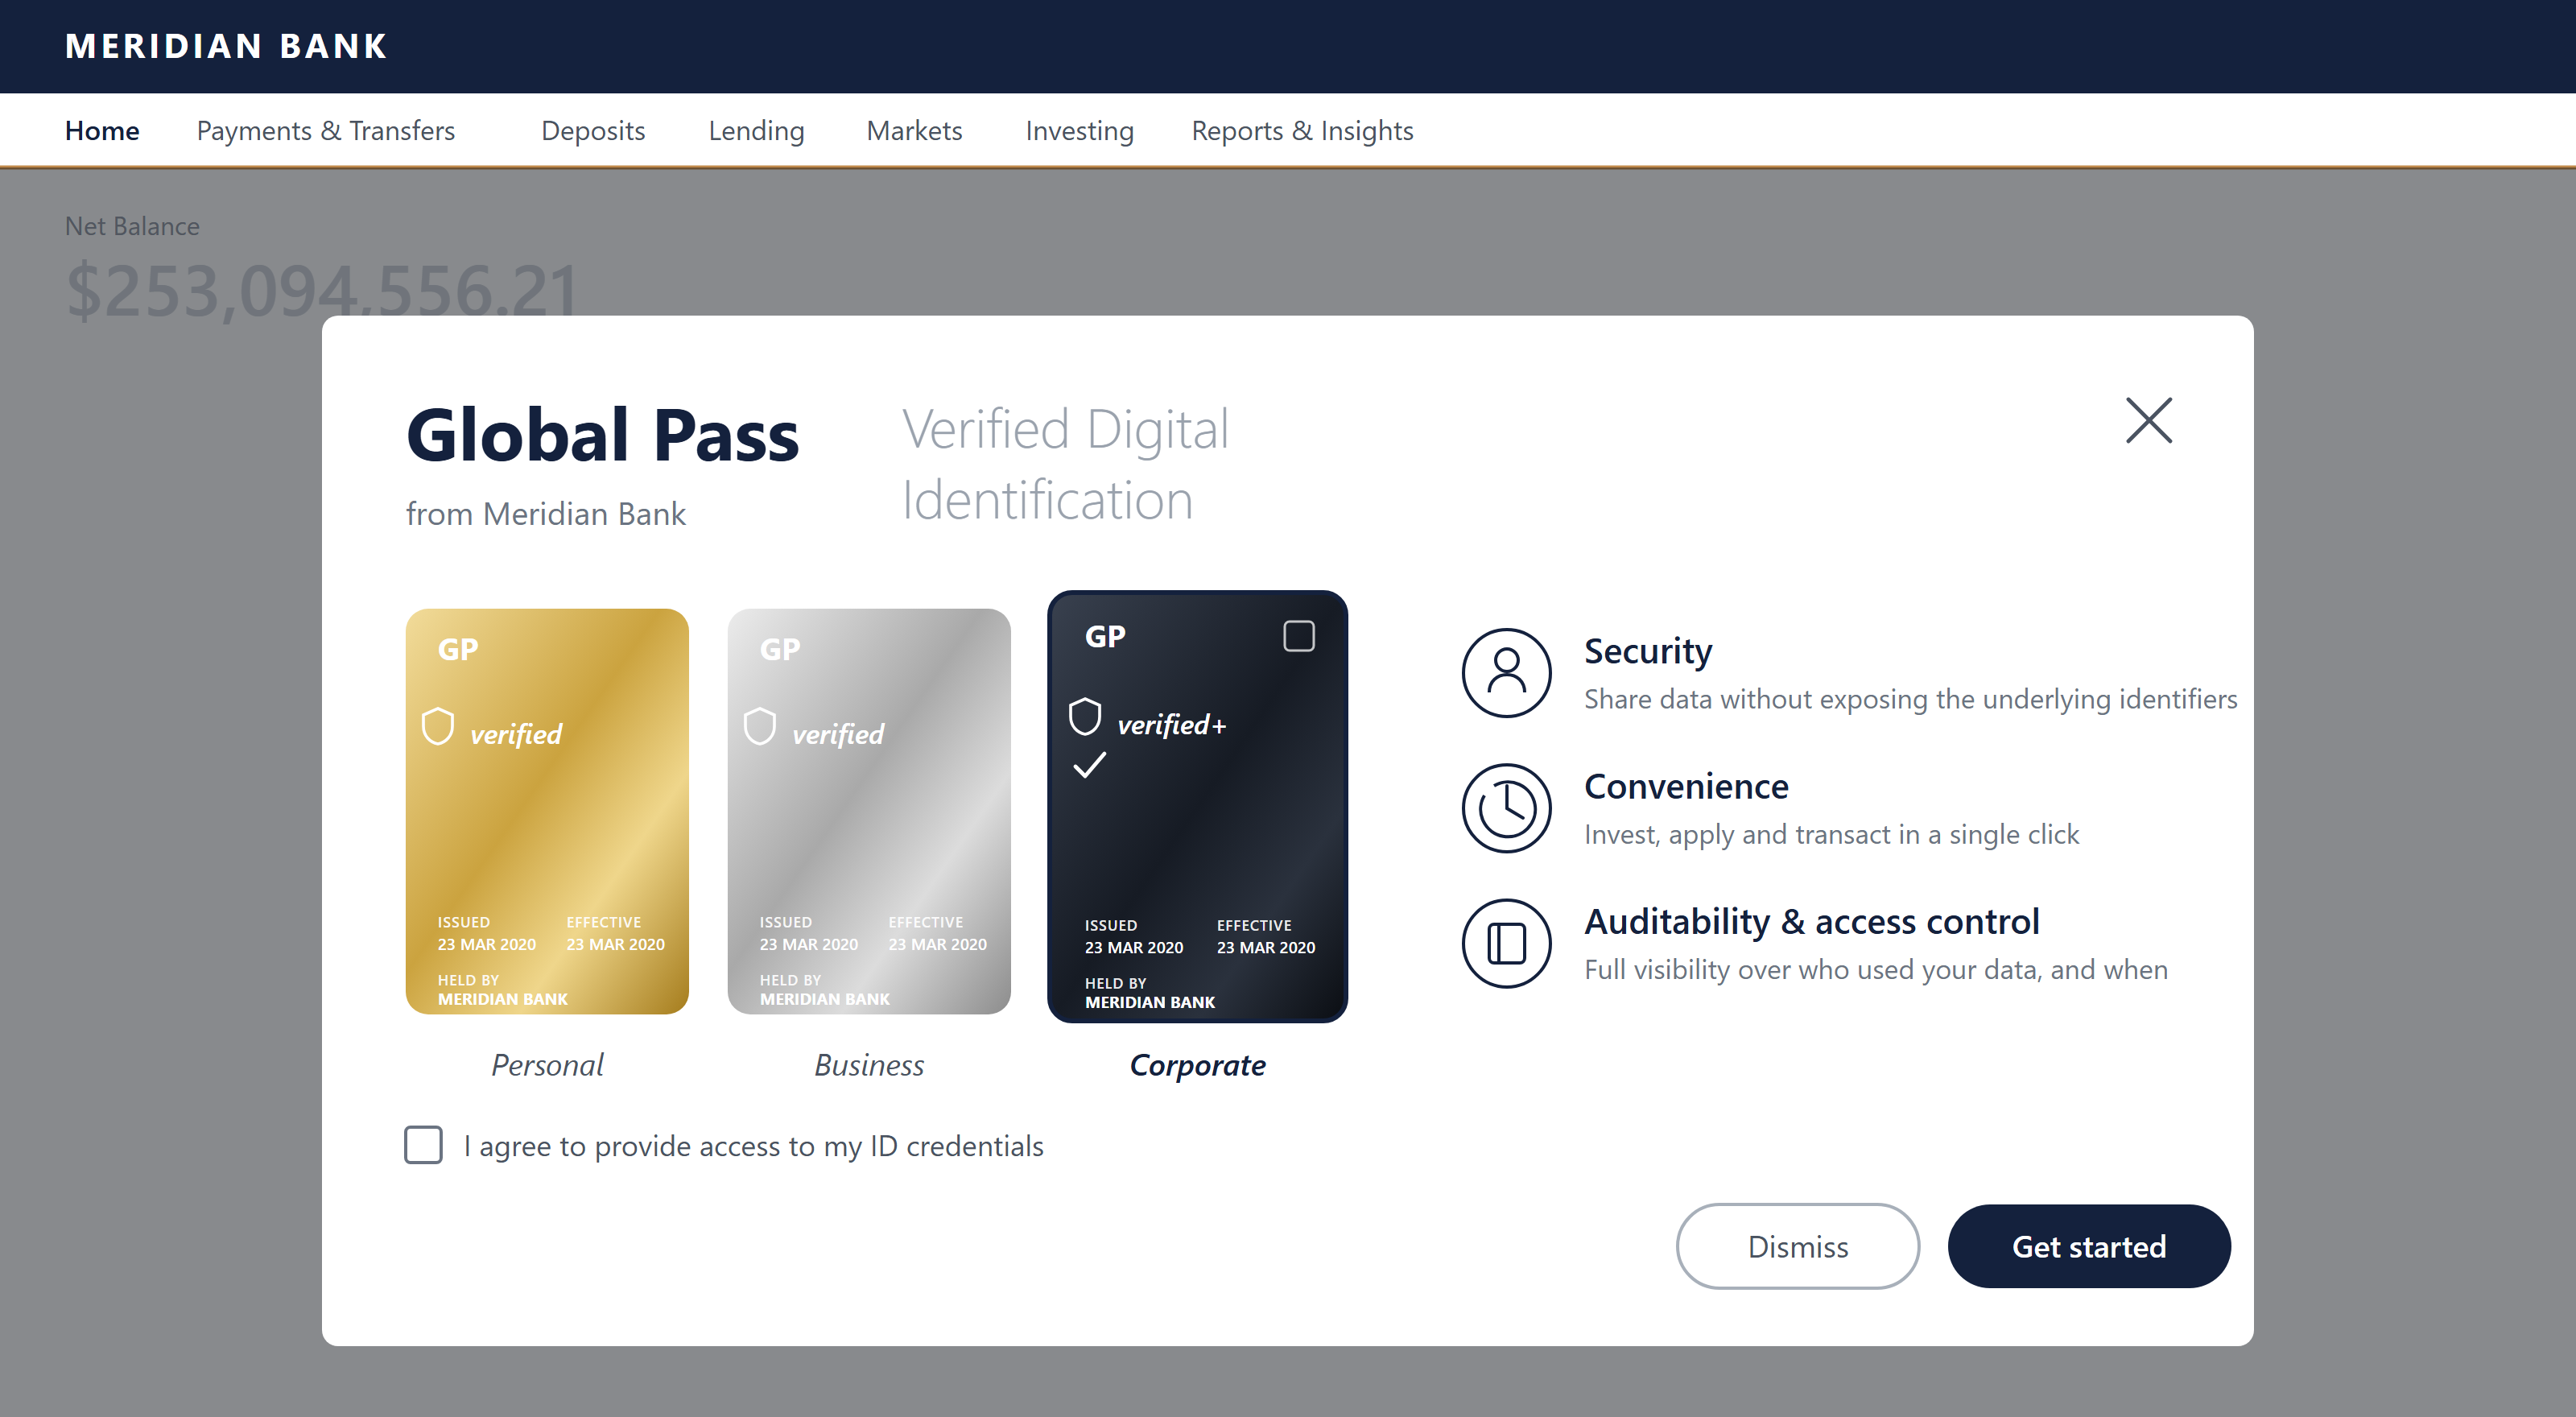 MERIDIAN BANK
Home Payments & Transfers Deposits Lending Markets Investing Reports & Insights
Net Balance
$253,094,556.21
Global Pass
from Meridian Bank
Verified Digital
Identification
GP
verified
ISSUED EFFECTIVE
23 MAR 2020 23 MAR 2020
HELD BY
MERIDIAN BANK
Personal
GP
verified
ISSUED EFFECTIVE
23 MAR 2020 23 MAR 2020
HELD BY
MERIDIAN BANK
Business
GP
verified+
ISSUED EFFECTIVE
23 MAR 2020 23 MAR 2020
HELD BY
MERIDIAN BANK
Corporate
Security
Share data without exposing the underlying identifiers
Convenience
Invest, apply and transact in a single click
Auditability & access control
Full visibility over who used your data, and when
I agree to provide access to my ID credentials
Dismiss
Get started